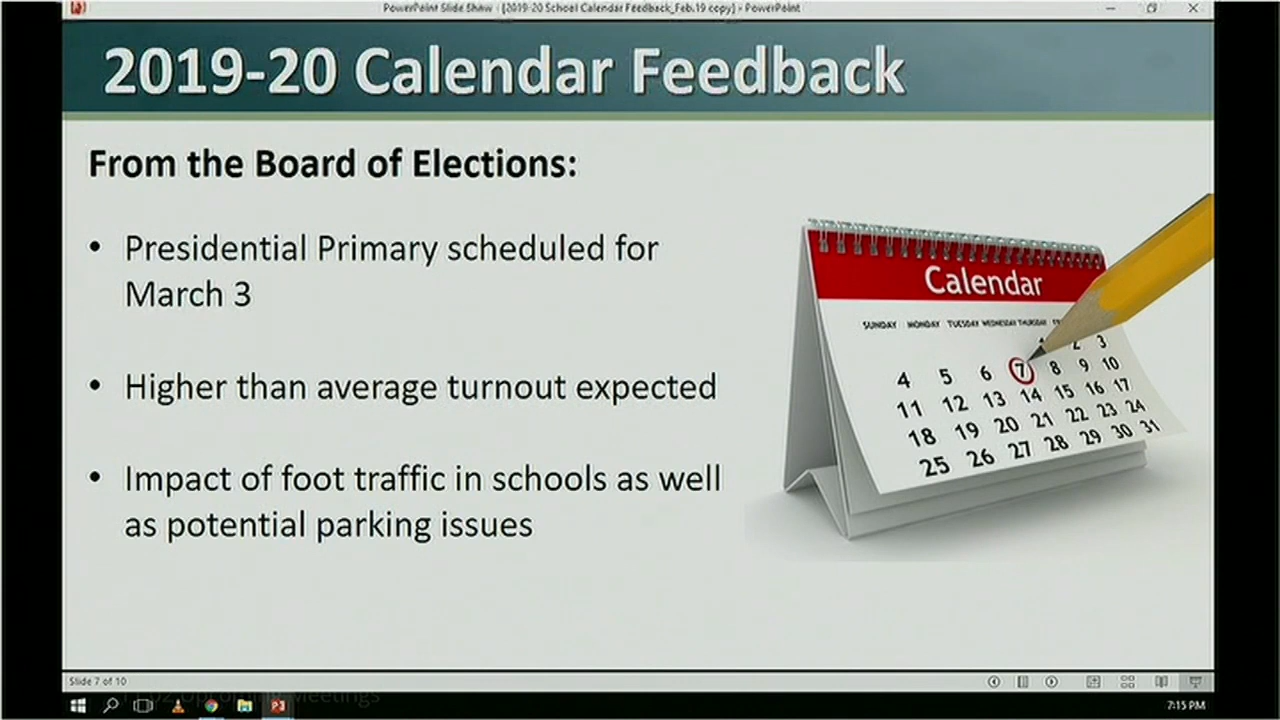 PowerPoint Slide Show - [2019-20 School Calendar Feedback_Feb.19 copy] - PowerPoint
2019-20 Calendar Feedback
From the Board of Elections:
• Presidential Primary scheduled for
March 3
• Higher than average turnout expected
• Impact of foot traffic in schools as well
as potential parking issues
Calendar
SUNDAY MONDAY TUESDAY WEDNESDAY THURSDAY
2 3
4 5 6 7 8 9 10
11 12 13 14 15 16 17
18 19 20 21 22 23 24
25 26 27 28 29 30 31
Slide 7 of 10
Upcoming Meetings
7:15 PM